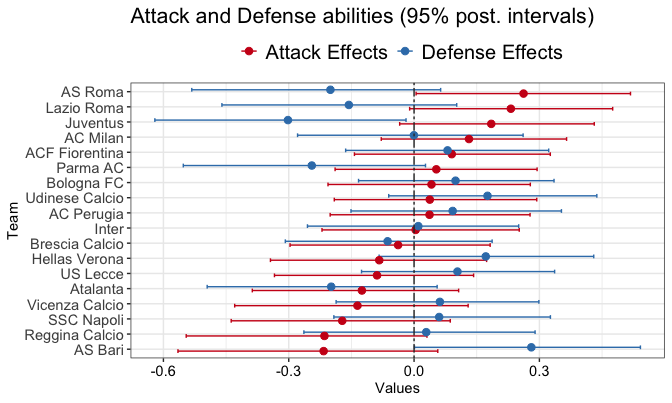 Attack and Defense abilities (95% post. intervals)
Attack Effects Defense Effects
AS Roma
Lazio Roma
Juventus
AC Milan
ACF Fiorentina
Parma AC
Bologna FC
Udinese Calcio
AC Perugia
Inter
Brescia Calcio
Hellas Verona
US Lecce
Atalanta
Vicenza Calcio
SSC Napoli
Reggina Calcio
AS Bari
Team
-0.6 -0.3 0.0 0.3
Values